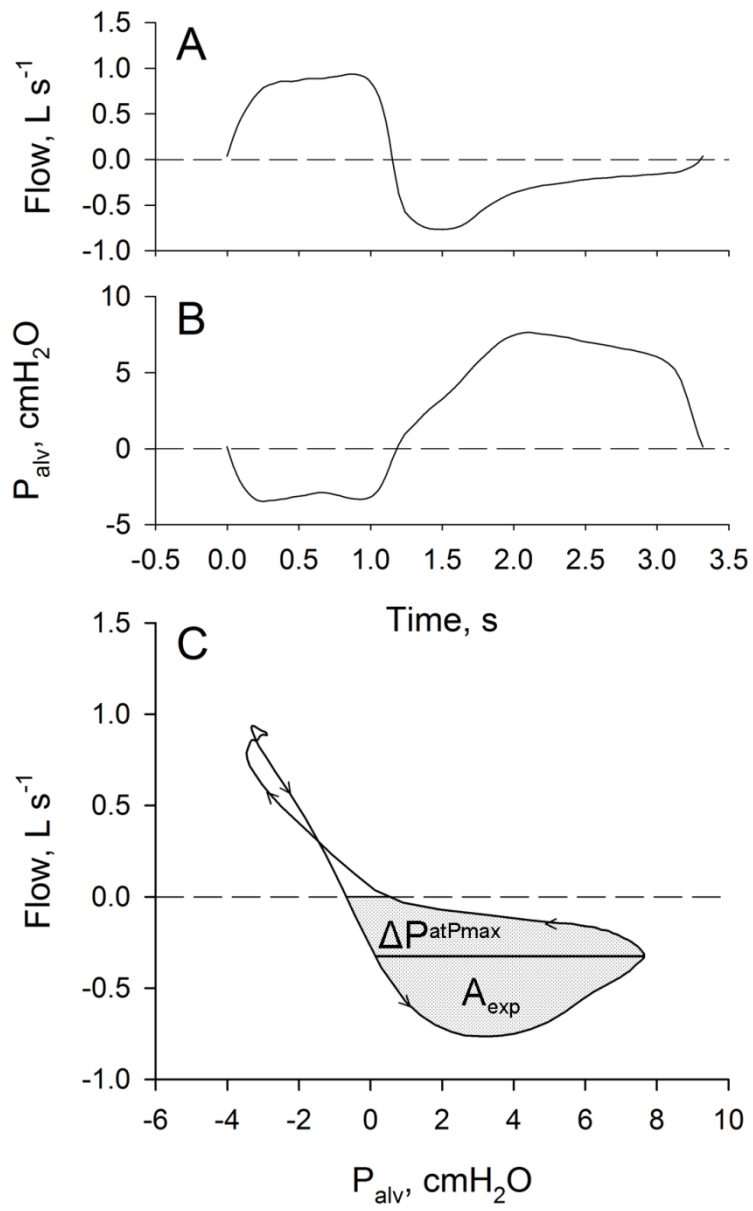 A
1.5
1.0
0.5
0.0
-0.5
-1.0
Flow, L s⁻¹
B
10
5
0
-5
P_alv, cmH₂O
-0.5 0.0 0.5 1.0 1.5 2.0 2.5 3.0 3.5
Time, s
C
1.5
1.0
0.5
0.0
-0.5
-1.0
Flow, L s⁻¹
ΔPatPmax
Aexp
-6 -4 -2 0 2 4 6 8 10
Palv, cmH₂O